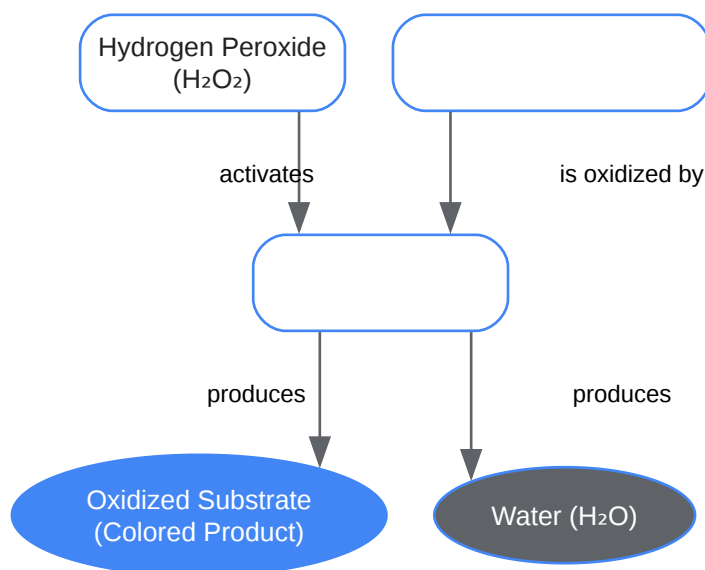 Hydrogen Peroxide
(H₂O₂)
activates
is oxidized by
produces
produces
Oxidized Substrate
(Colored Product)
Water (H₂O)